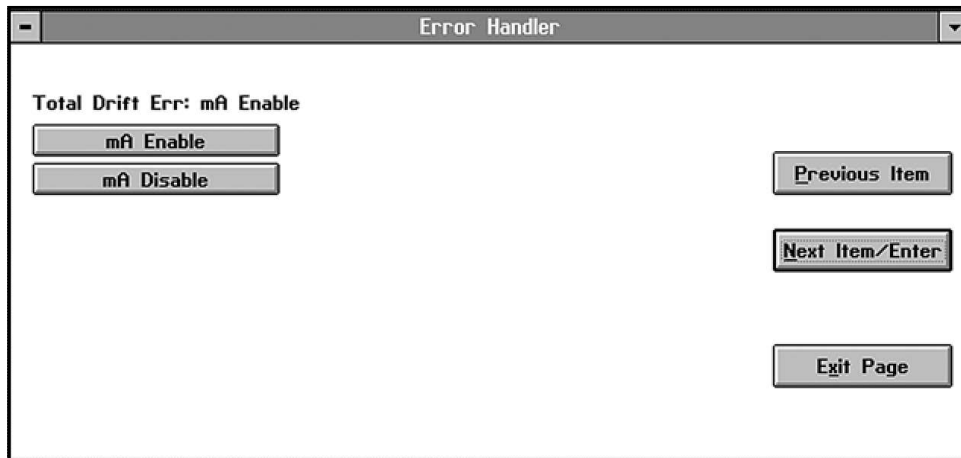 Error Handler
Total Drift Err: mA Enable
mA Enable
mA Disable
Previous Item
Next Item/Enter
Exit Page